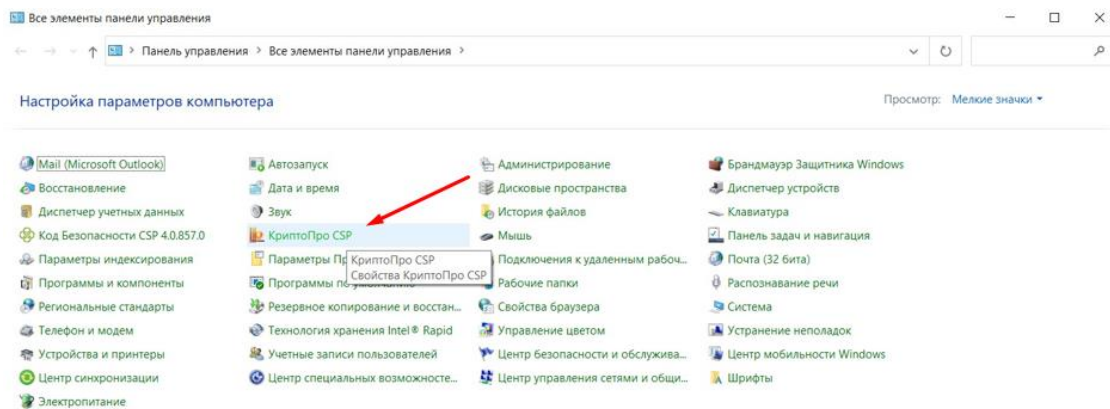 Все элементы панели управления
Панель управления > Все элементы панели управления >
Настройка параметров компьютера
Просмотр: Мелкие значки
Mail (Microsoft Outlook) Автозапуск Администрирование Брандмауэр Защитника Windows
Восстановление Дата и время Дисковые пространства Диспетчер устройств
Диспетчер учетных данных Звук История файлов Клавиатура
Код Безопасности CSP 4.0.857.0 КриптоПро CSP Мышь Панель задач и навигация
Параметры индексирования Параметры Пр КриптоПро CSP Подключения к удаленным рабоч... Почта (32 бита)
Свойства КриптоПро CSP
Программы и компоненты Программы по Рабочие папки Распознавание речи
Региональные стандарты Резервное копирование и восстан... Свойства браузера Система
Телефон и модем Технология хранения Intel® Rapid Управление цветом Устранение неполадок
Устройства и принтеры Учетные записи пользователей Центр безопасности и обслужива... Центр мобильности Windows
Центр синхронизации Центр специальных возможносте... Центр управления сетями и общи... Шрифты
Электропитание